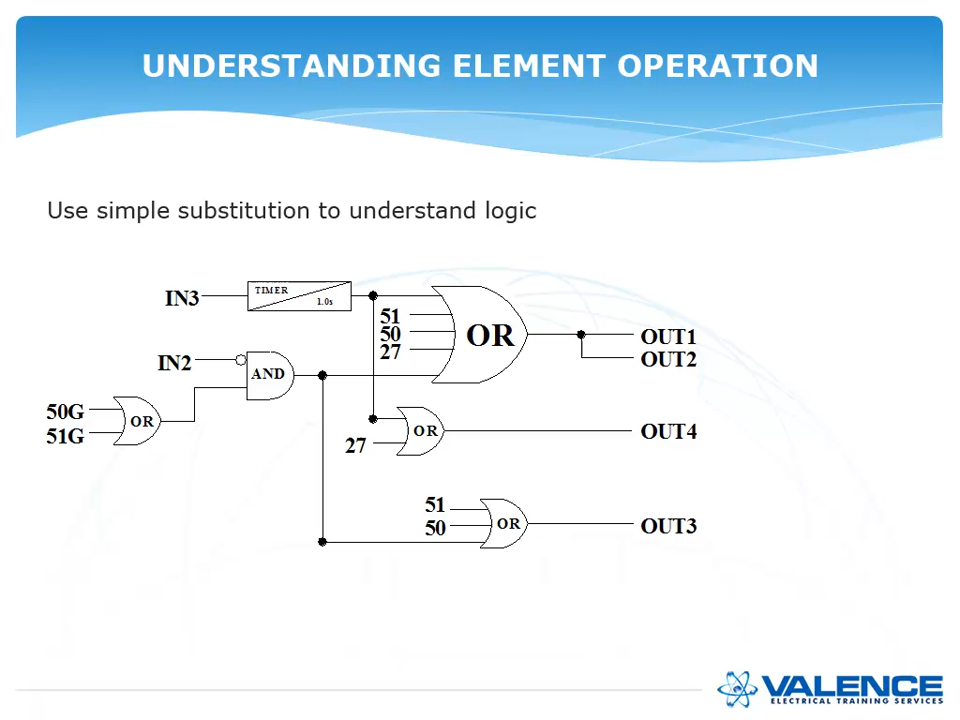 UNDERSTANDING ELEMENT OPERATION
Use simple substitution to understand logic
IN3
TIMER
1.0s
51
50
27
OR
OUT1
OUT2
IN2
AND
50G
51G
OR
27
OR
OUT4
51
50
OR
OUT3
VALENCE
ELECTRICAL TRAINING SERVICES